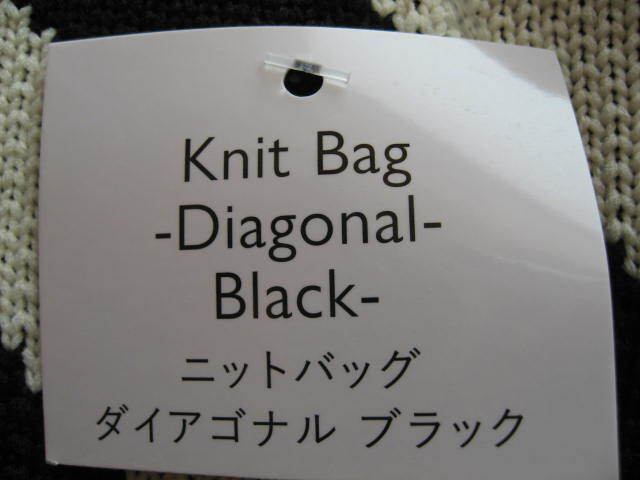 Knit Bag
-Diagonal-
Black-
ニットバッグ
ダイアゴナル ブラック